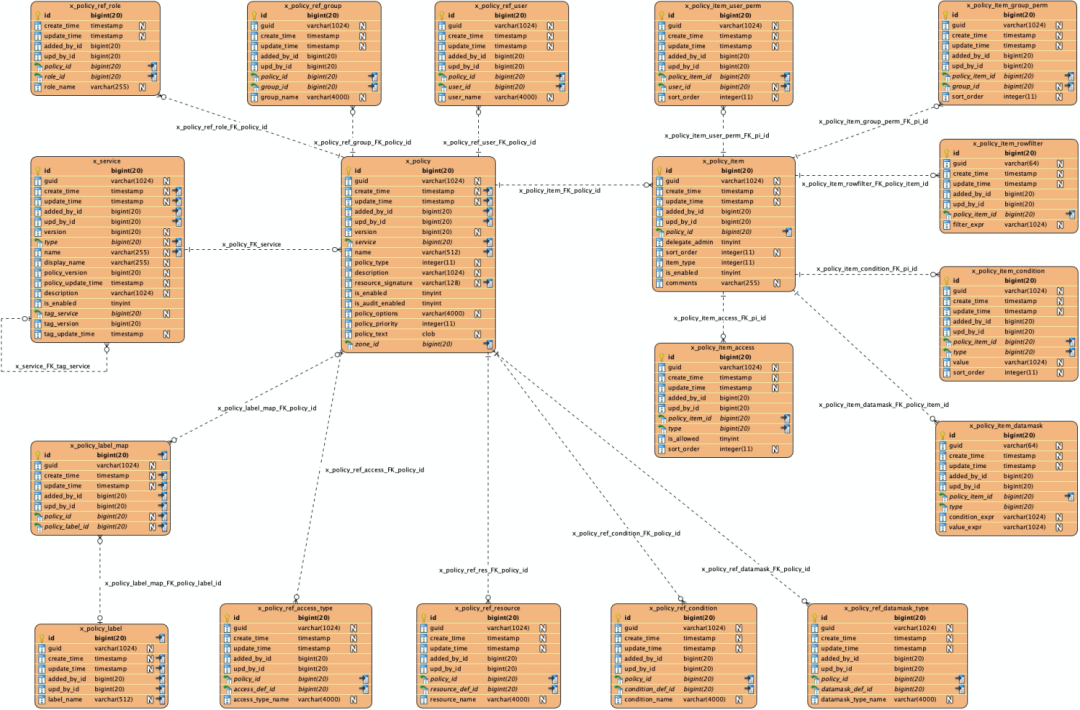 x_policy_ref_role
id bigint(20)
create_time timestamp N
update_time timestamp N
added_by_id bigint(20)
upd_by_id bigint(20)
policy_id bigint(20)
role_id bigint(20)
role_name varchar(255) N
x_policy_ref_group
id bigint(20)
guid varchar(1024) N
create_time timestamp N
update_time timestamp N
added_by_id bigint(20)
upd_by_id bigint(20)
policy_id bigint(20)
group_id bigint(20)
group_name varchar(4000) N
x_policy_ref_user
id bigint(20)
guid varchar(1024) N
create_time timestamp N
update_time timestamp N
added_by_id bigint(20)
upd_by_id bigint(20)
policy_id bigint(20)
user_id bigint(20)
user_name varchar(4000) N
x_policy_item_user_perm
id bigint(20)
guid varchar(1024) N
create_time timestamp N
update_time timestamp N
added_by_id bigint(20)
upd_by_id bigint(20)
policy_item_id bigint(20)
user_id bigint(20) N
sort_order integer(11) N
x_policy_item_group_perm
id bigint(20)
guid varchar(1024) N
create_time timestamp N
update_time timestamp N
added_by_id bigint(20)
upd_by_id bigint(20)
policy_item_id bigint(20)
group_id bigint(20) N
sort_order integer(11) N
x_policy_ref_role_FK_policy_id
x_policy_ref_group_FK_policy_id
x_policy_ref_user_FK_policy_id
x_policy_item_user_perm_FK_pi_id
x_policy_item_group_perm_FK_pi_id
x_service
id bigint(20)
guid varchar(1024) N
create_time timestamp N
update_time timestamp N
added_by_id bigint(20)
upd_by_id bigint(20)
version bigint(20) N
type bigint(20) N
name varchar(255) N
display_name varchar(255) N
policy_version bigint(20) N
policy_update_time timestamp N
description varchar(1024) N
is_enabled tinyint
tag_service bigint(20) N
tag_version bigint(20)
tag_update_time timestamp N
x_service_FK_tag_service
x_policy_FK_service
x_policy
id bigint(20)
guid varchar(1024) N
create_time timestamp N
update_time timestamp N
added_by_id bigint(20)
upd_by_id bigint(20)
version bigint(20) N
service bigint(20)
name varchar(512)
policy_type integer(11) N
description varchar(1024) N
resource_signature varchar(128) N
is_enabled tinyint
is_audit_enabled tinyint
policy_options varchar(4000) N
policy_priority integer(11)
policy_text clob N
zone_id bigint(20)
x_policy_item_FK_policy_id
x_policy_item
id bigint(20)
guid varchar(1024) N
create_time timestamp N
update_time timestamp N
added_by_id bigint(20)
upd_by_id bigint(20)
policy_id bigint(20)
delegate_admin tinyint
sort_order integer(11) N
item_type integer(11)
is_enabled tinyint
comments varchar(255) N
x_policy_item_rowfilter
id bigint(20)
guid varchar(64) N
create_time timestamp N
update_time timestamp N
added_by_id bigint(20)
upd_by_id bigint(20)
policy_item_id bigint(20)
filter_expr varchar(1024) N
x_policy_item_rowfilter_FK_policy_item_id
x_policy_item_condition_FK_pi_id
x_policy_item_condition
id bigint(20)
guid varchar(1024) N
create_time timestamp N
update_time timestamp N
added_by_id bigint(20)
upd_by_id bigint(20)
policy_item_id bigint(20)
type bigint(20)
value varchar(1024) N
sort_order integer(11) N
x_policy_item_access_FK_pi_id
x_policy_item_access
id bigint(20)
guid varchar(1024) N
create_time timestamp N
update_time timestamp N
added_by_id bigint(20)
upd_by_id bigint(20)
policy_item_id bigint(20)
type bigint(20)
is_allowed tinyint
sort_order integer(11) N
x_policy_item_datamask_FK_policy_item_id
x_policy_item_datamask
id bigint(20)
guid varchar(64) N
create_time timestamp N
update_time timestamp N
added_by_id bigint(20)
upd_by_id bigint(20)
policy_item_id bigint(20)
type bigint(20)
condition_expr varchar(1024) N
value_expr varchar(1024) N
x_policy_label_map_FK_policy_id
x_policy_label_map
id bigint(20)
guid varchar(1024) N
create_time timestamp N
update_time timestamp N
added_by_id bigint(20)
upd_by_id bigint(20)
policy_id bigint(20) N
policy_label_id bigint(20) N
x_policy_ref_access_FK_policy_id
x_policy_ref_condition_FK_policy_id
x_policy_ref_res_FK_policy_id
x_policy_ref_datamask_FK_policy_id
x_policy_label_map_FK_policy_label_id
x_policy_label
id bigint(20)
guid varchar(1024) N
create_time timestamp N
update_time timestamp N
added_by_id bigint(20)
upd_by_id bigint(20)
label_name varchar(512) N
x_policy_ref_access_type
id bigint(20)
guid varchar(1024) N
create_time timestamp N
update_time timestamp N
added_by_id bigint(20)
upd_by_id bigint(20)
policy_id bigint(20)
access_def_id bigint(20)
access_type_name varchar(4000) N
x_policy_ref_resource
id bigint(20)
guid varchar(1024) N
create_time timestamp N
update_time timestamp N
added_by_id bigint(20)
upd_by_id bigint(20)
policy_id bigint(20)
resource_def_id bigint(20)
resource_name varchar(4000) N
x_policy_ref_condition
id bigint(20)
guid varchar(1024) N
create_time timestamp N
update_time timestamp N
added_by_id bigint(20)
upd_by_id bigint(20)
policy_id bigint(20)
condition_def_id bigint(20)
condition_name varchar(4000) N
x_policy_ref_datamask_type
id bigint(20)
guid varchar(1024) N
create_time timestamp N
update_time timestamp N
added_by_id bigint(20)
upd_by_id bigint(20)
policy_id bigint(20)
datamask_def_id bigint(20)
datamask_type_name varchar(4000) N